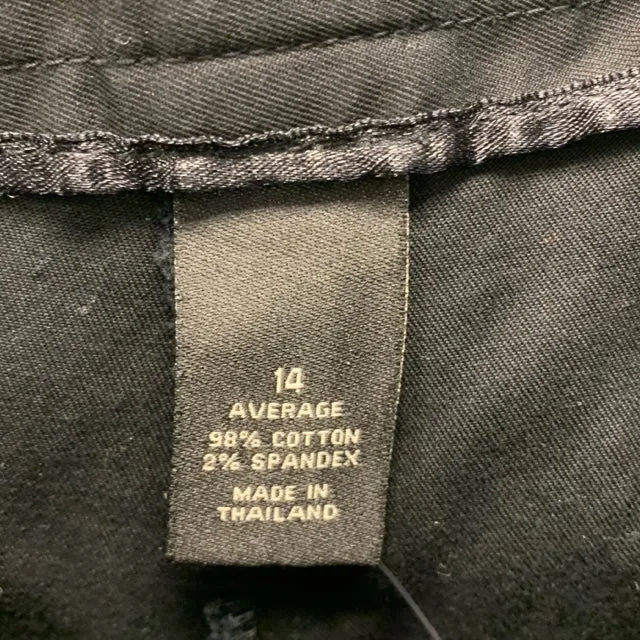 14
AVERAGE
98% COTTON
2% SPANDEX
MADE IN
THAILAND